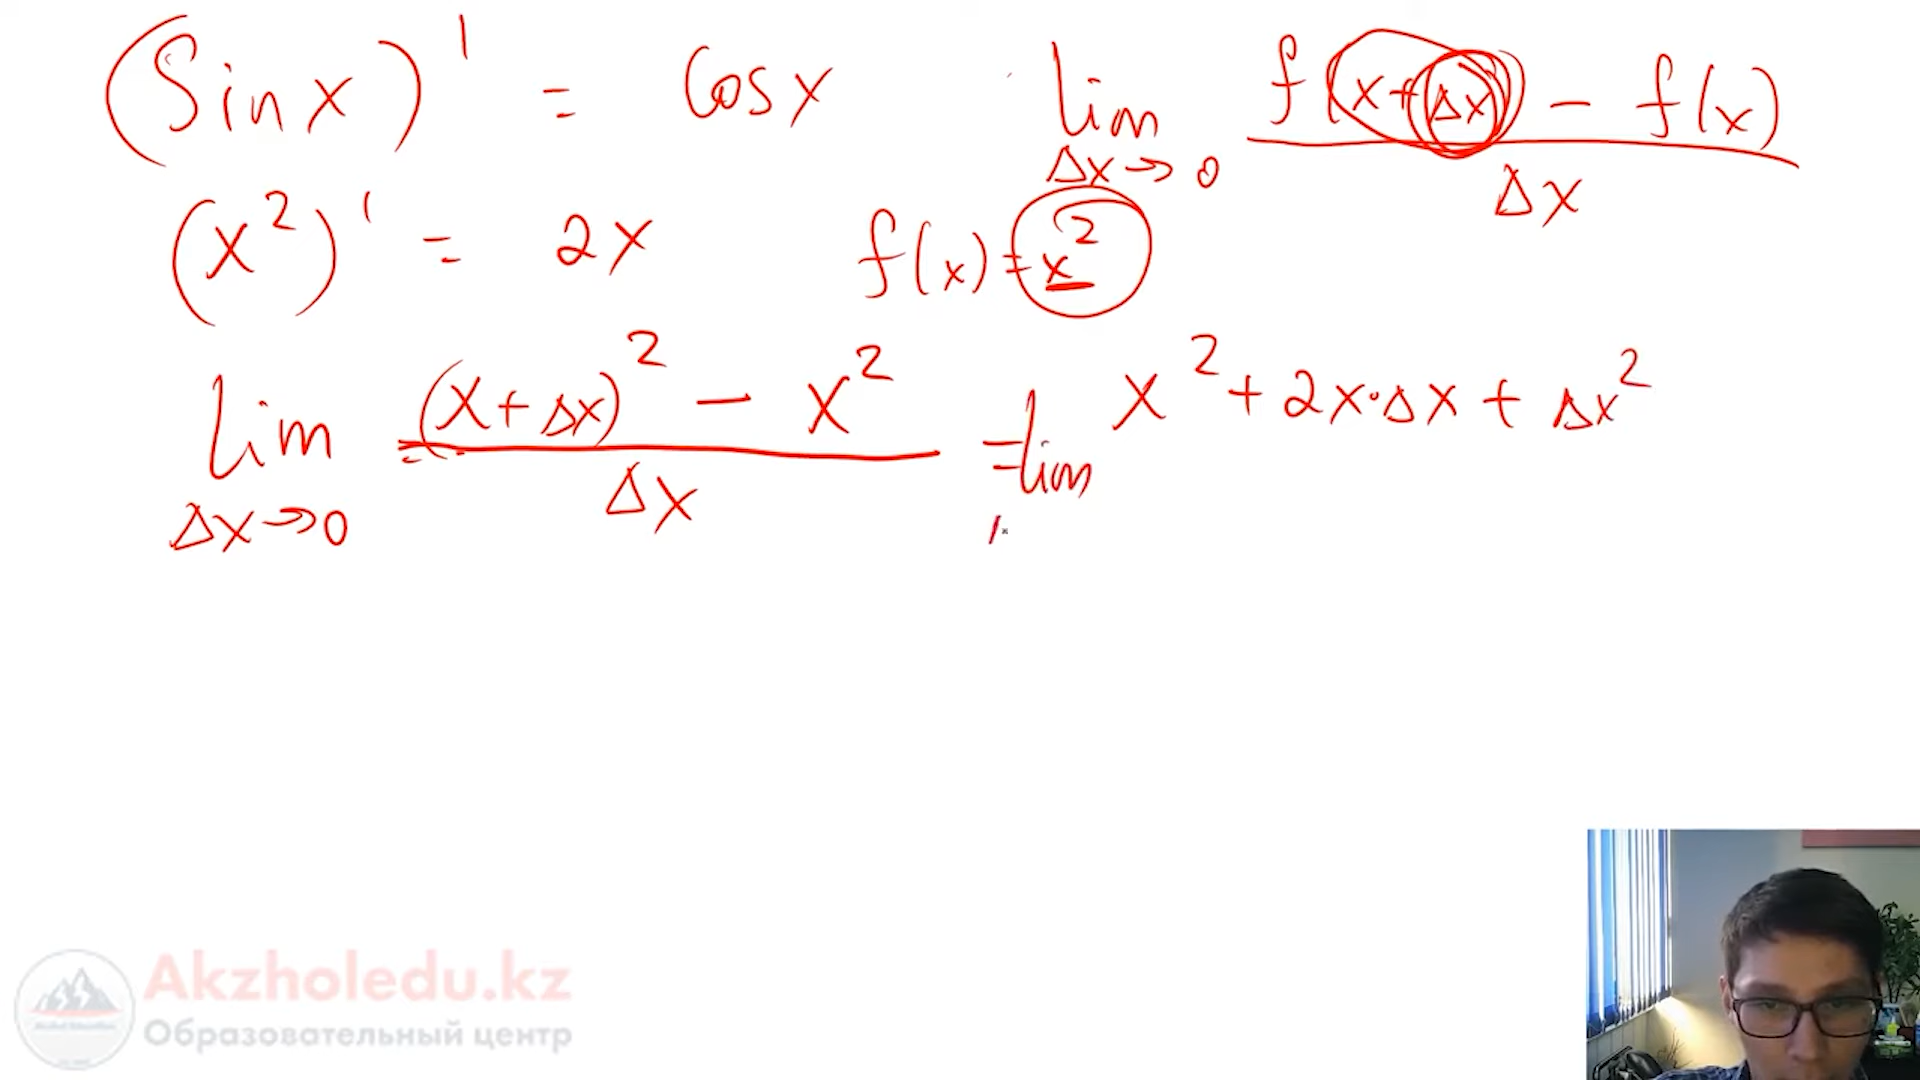 (Sin x)' = Cos x lim Δx→0 f(x+Δx) - f(x) / Δx
(x²)' = 2x f(x) = x²
lim Δx→0 (x+Δx)² - x² / Δx = lim x² + 2x·Δx + Δx²
Akzholedu.kz
Образовательный центр